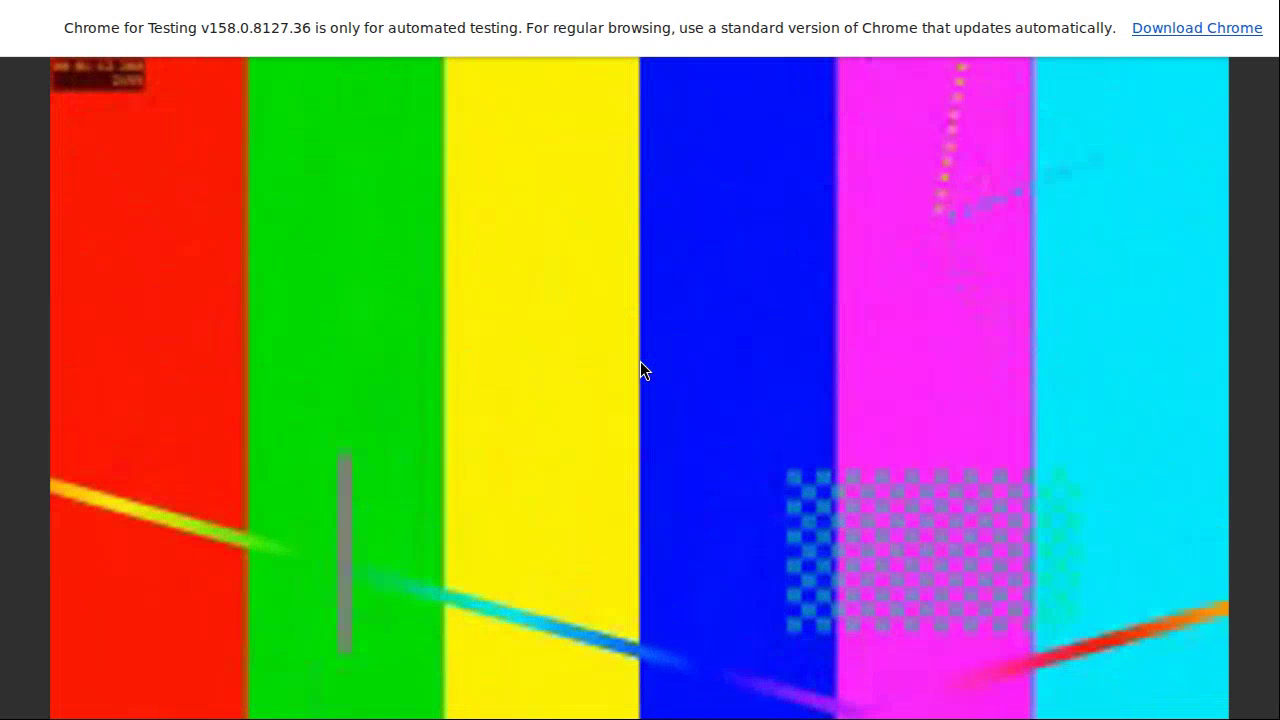 Chrome for Testing v158.0.8127.36 is only for automated testing. For regular browsing, use a standard version of Chrome that updates automatically. Download Chrome